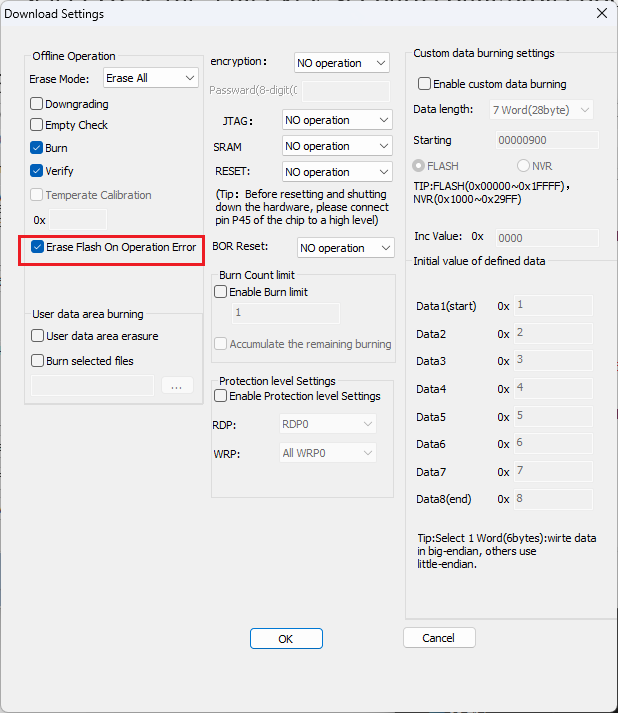 Download Settings
Offline Operation
Erase Mode:
Erase All
Downgrading
Empty Check
Burn
Verify
Temperate Calibration
0x
Erase Flash On Operation Error
User data area burning
User data area erasure
Burn selected files
...
encryption:
NO operation
Passward(8-digit(C
JTAG:
NO operation
SRAM
NO operation
RESET:
NO operation
(Tip: Before resetting and shutting
down the hardware, please connect
pin P45 of the chip to a high level)
BOR Reset:
NO operation
Burn Count limit
Enable Burn limit
1
Accumulate the remaining burning
Protection level Settings
Enable Protection level Settings
RDP:
RDP0
WRP:
All WRP0
Custom data burning settings
Enable custom data burning
Data length:
7 Word(28byte)
Starting
00000900
FLASH
NVR
TIP:FLASH(0x00000~0x1FFFF),
NVR(0x1000~0x29FF)
Inc Value:
0x
0000
Initial value of defined data
Data1(start)
0x
1
Data2
0x
2
Data3
0x
3
Data4
0x
4
Data5
0x
5
Data6
0x
6
Data7
0x
7
Data8(end)
0x
8
Tip:Select 1 Word(6bytes):wirte data
in big-endian, others use
little-endian.
OK
Cancel